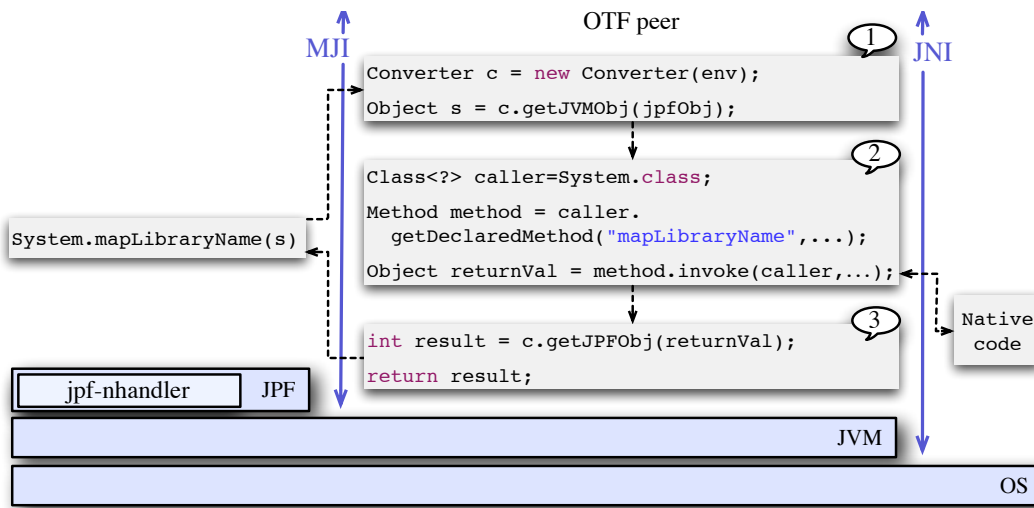 OTF peer
MJI
JNI
1
Converter c = new Converter(env);
Object s = c.getJVMObj(jpfObj);
2
Class<?> caller=System.class;
Method method = caller.
getDeclaredMethod("mapLibraryName",...);
Object returnVal = method.invoke(caller,...);
System.mapLibraryName(s)
3
int result = c.getJPFObj(returnVal);
return result;
Native
code
jpf-nhandler
JPF
JVM
OS